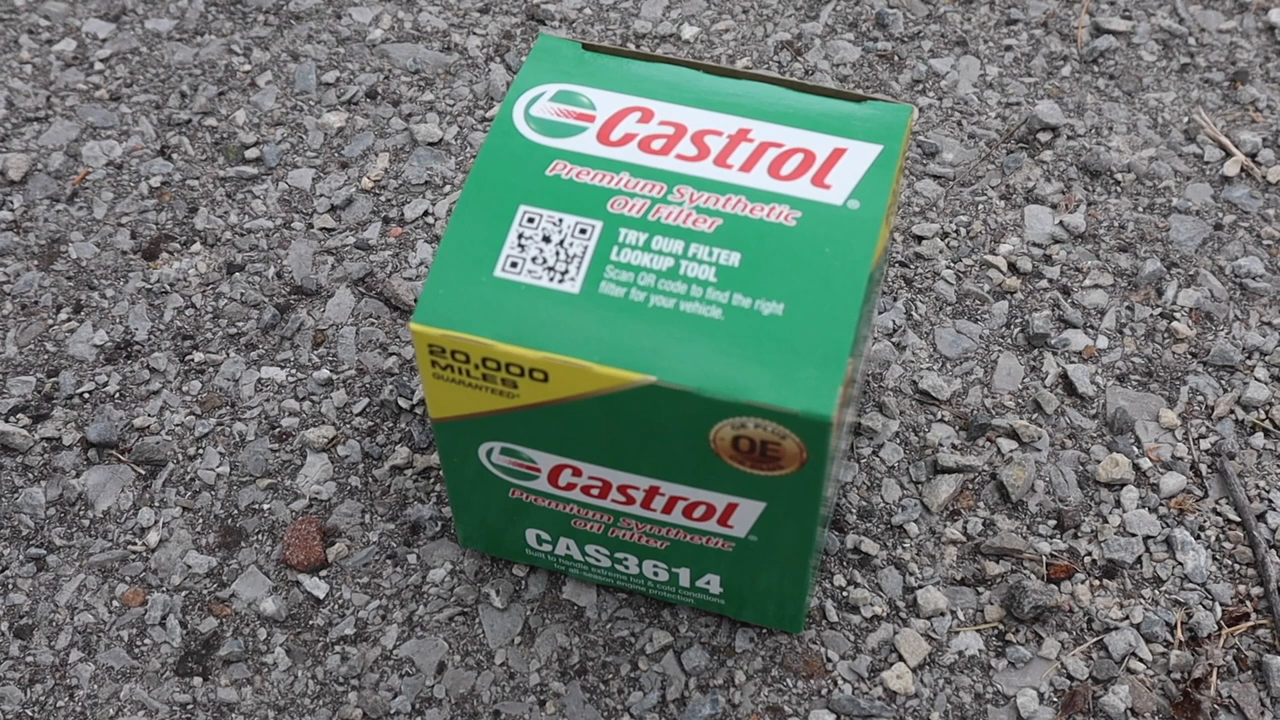 Castrol®
Premium Synthetic
Oil Filter
TRY OUR FILTER
LOOKUP TOOL
Scan QR code to find the right
filter for your vehicle.
20,000
MILES
GUARANTEED*
OE PLUS
OE
Castrol®
Premium Synthetic
Oil Filter
CAS3614
Built to handle extreme hot & cold conditions
for all-season engine protection.